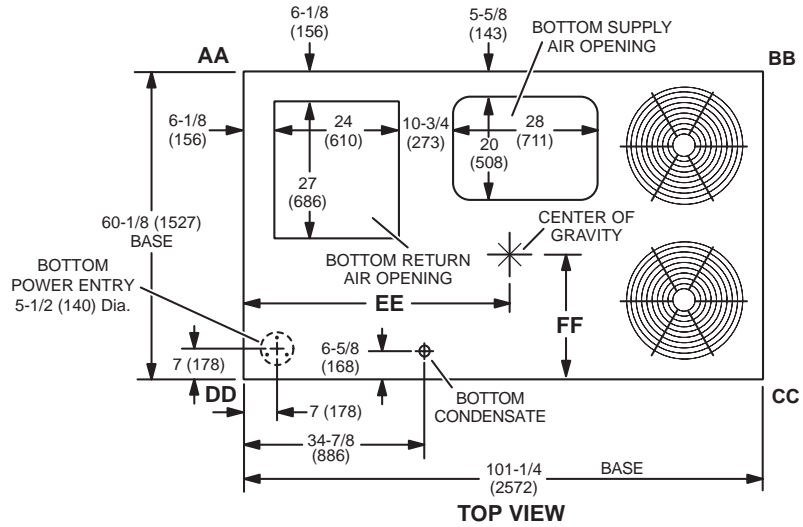 6-1/8
(156)
5-5/8
(143)
BOTTOM SUPPLY
AIR OPENING
AA
BB
6-1/8
(156)
24
(610)
10-3/4
(273)
28
(711)
20
(508)
27
(686)
60-1/8 (1527)
BASE
CENTER OF
GRAVITY
BOTTOM
POWER ENTRY
5-1/2 (140) Dia.
BOTTOM RETURN
AIR OPENING
EE
FF
7 (178)
6-5/8
(168)
DD
7 (178)
BOTTOM
CONDENSATE
CC
34-7/8
(886)
101-1/4
(2572)
BASE
TOP VIEW